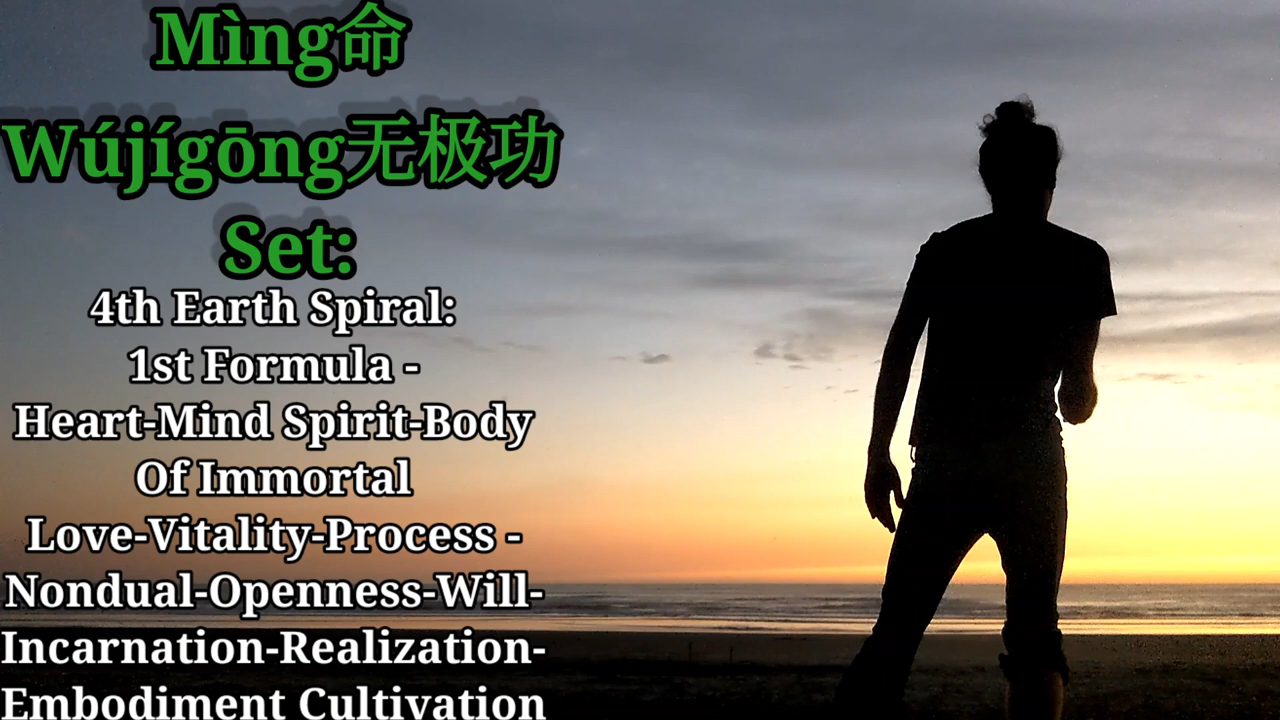 Mìng命
Wújígōng无极功
Set:
4th Earth Spiral:
1st Formula -
Heart-Mind Spirit-Body
Of Immortal
Love-Vitality-Process -
Nondual-Openness-Will-
Incarnation-Realization-
Embodiment Cultivation